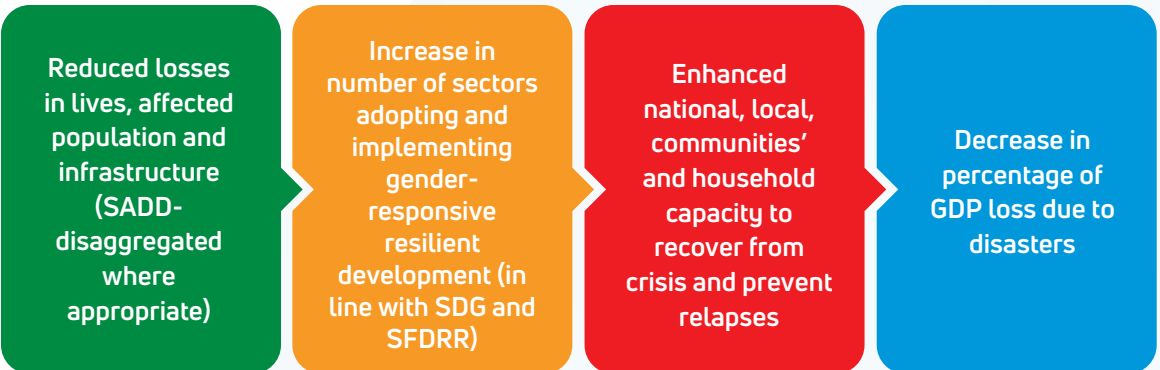 Reduced losses
in lives, affected
population and
infrastructure
(SADD-
disaggregated
where
appropriate)
Increase in
number of sectors
adopting and
implementing
gender-
responsive
resilient
development (in
line with SDG and
SFDRR)
Enhanced
national, local,
communities’
and household
capacity to
recover from
crisis and prevent
relapses
Decrease in
percentage of
GDP loss due to
disasters